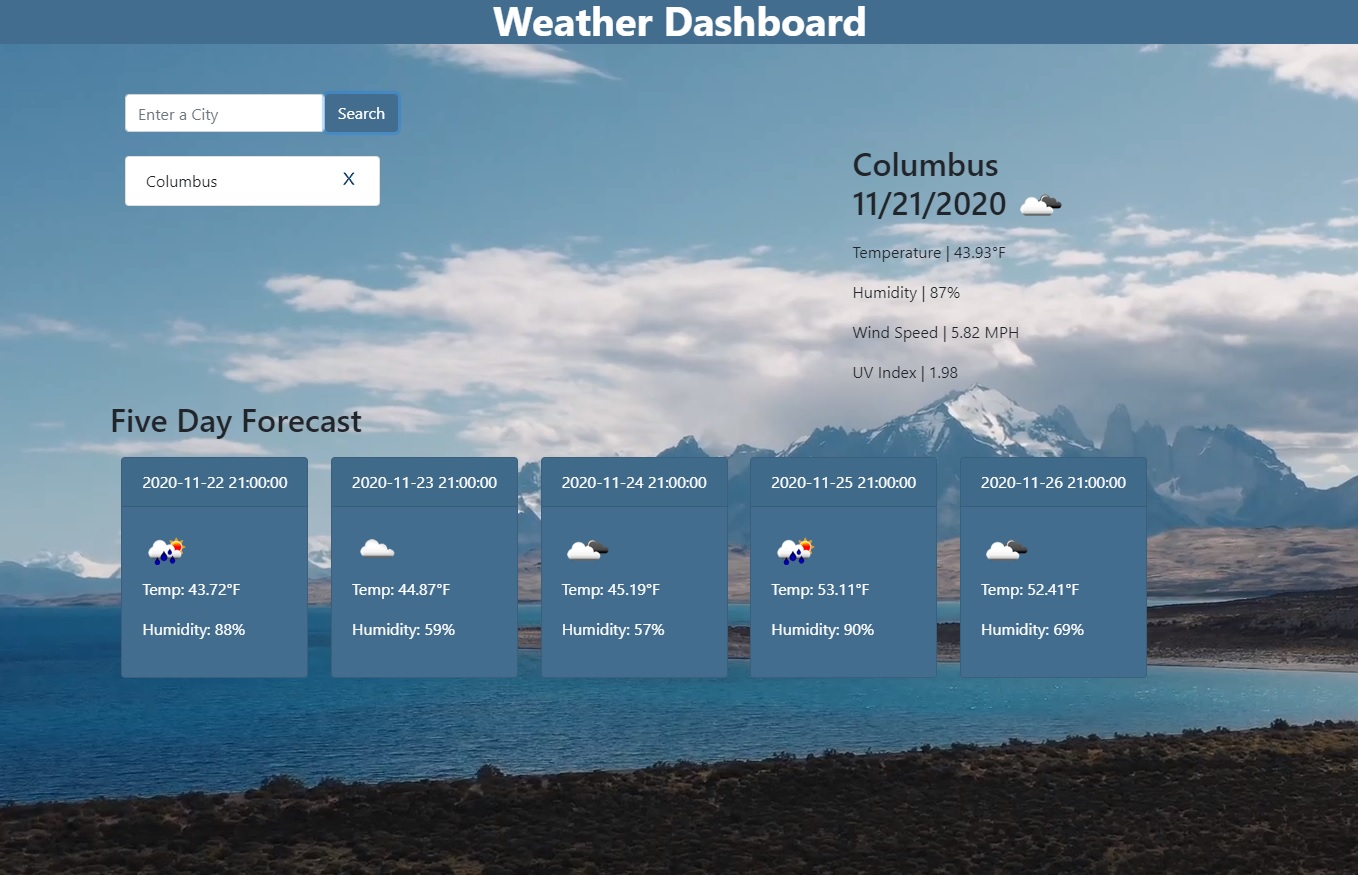 Weather Dashboard
Enter a City
Search
Columbus
X
Columbus
11/21/2020
Temperature | 43.93°F
Humidity | 87%
Wind Speed | 5.82 MPH
UV Index | 1.98
Five Day Forecast
2020-11-22 21:00:00
Temp: 43.72°F
Humidity: 88%
2020-11-23 21:00:00
Temp: 44.87°F
Humidity: 59%
2020-11-24 21:00:00
Temp: 45.19°F
Humidity: 57%
2020-11-25 21:00:00
Temp: 53.11°F
Humidity: 90%
2020-11-26 21:00:00
Temp: 52.41°F
Humidity: 69%